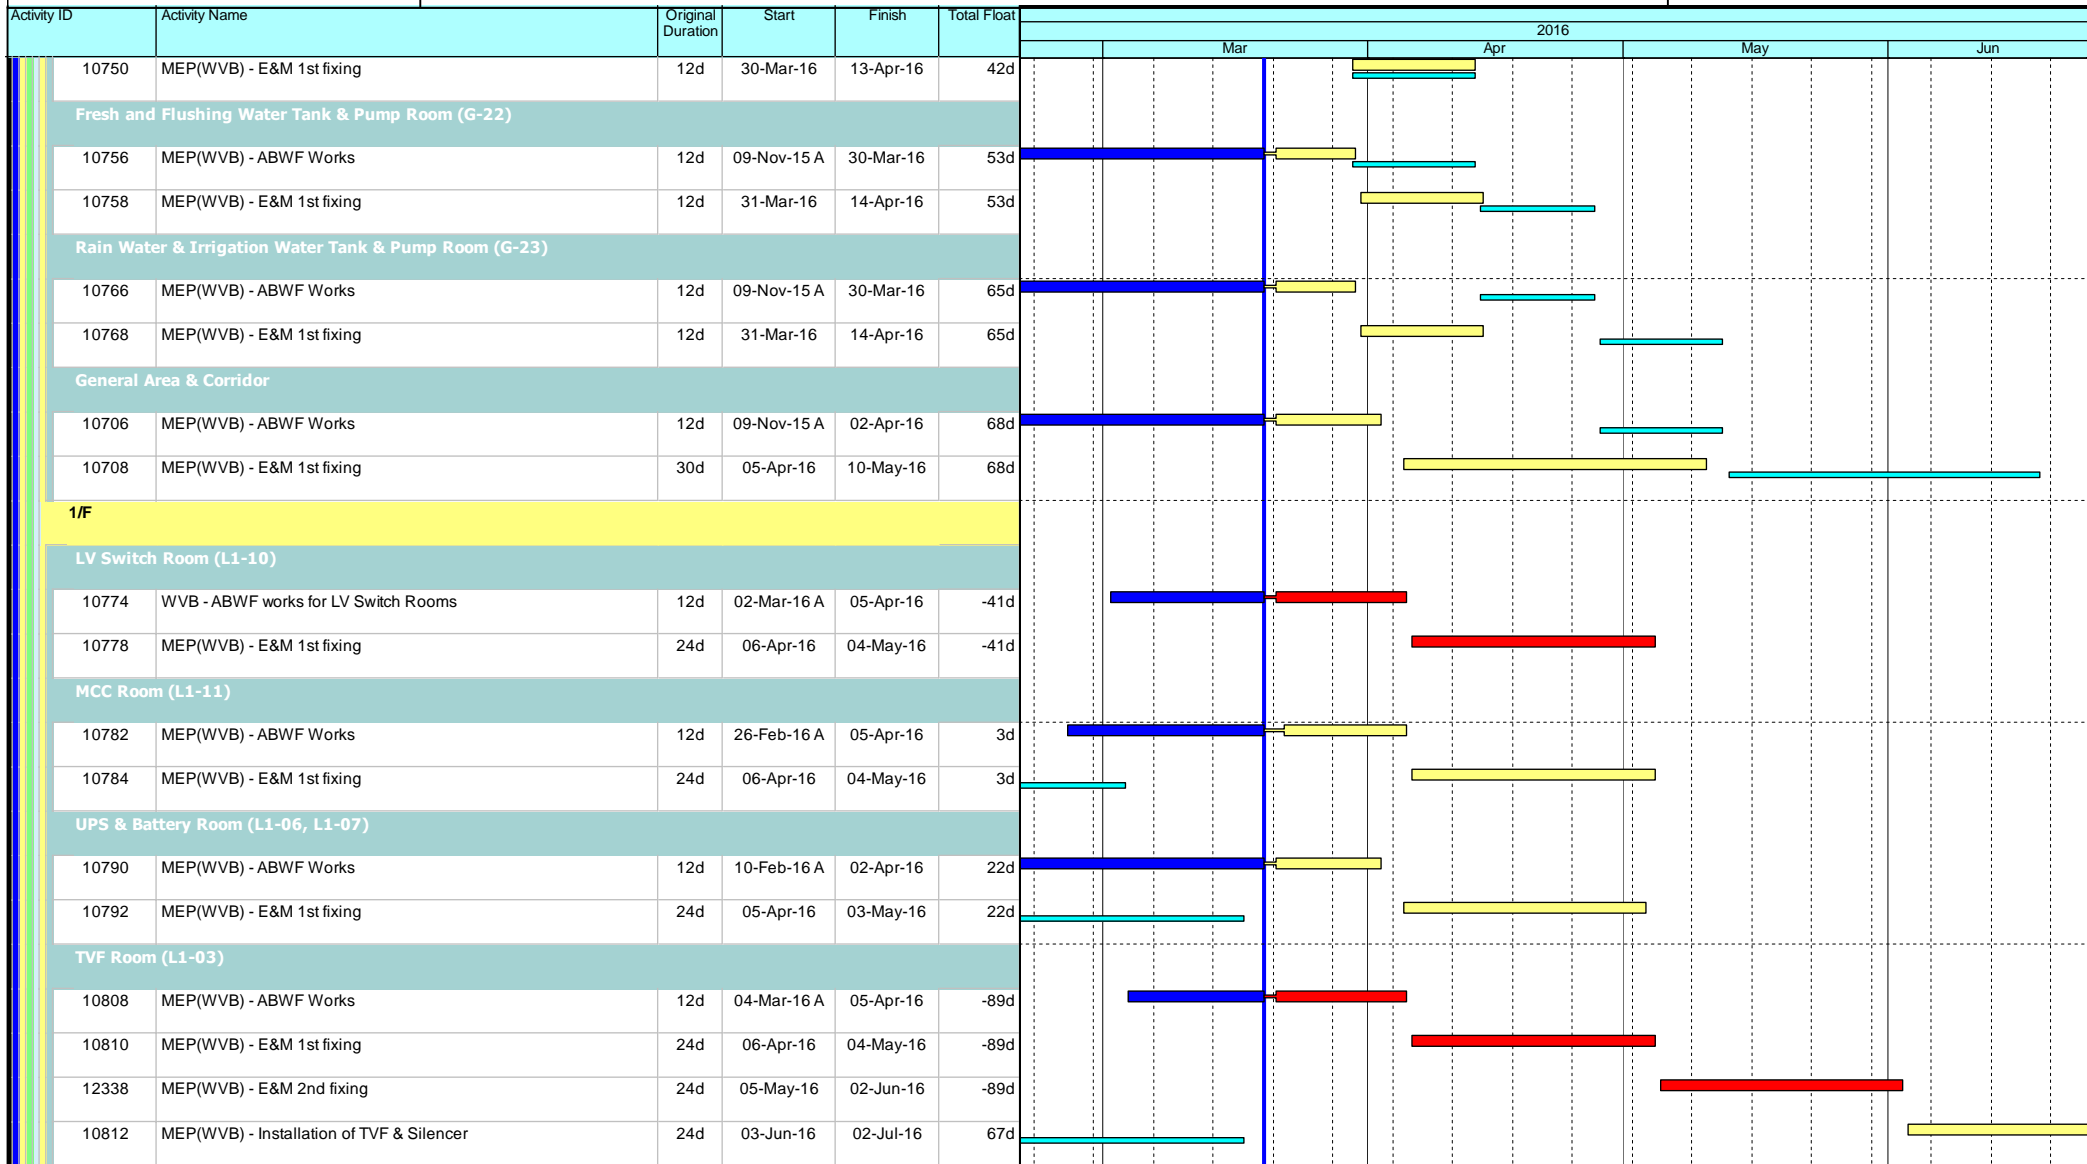 Activity ID Activity Name Original Duration Start Finish Total Float
2016
Mar Apr May Jun
10750 MEP(WVB) - E&M 1st fixing 12d 30-Mar-16 13-Apr-16 42d
Fresh and Flushing Water Tank & Pump Room (G-22)
10756 MEP(WVB) - ABWF Works 12d 09-Nov-15 A 30-Mar-16 53d
10758 MEP(WVB) - E&M 1st fixing 12d 31-Mar-16 14-Apr-16 53d
Rain Water & Irrigation Water Tank & Pump Room (G-23)
10766 MEP(WVB) - ABWF Works 12d 09-Nov-15 A 30-Mar-16 65d
10768 MEP(WVB) - E&M 1st fixing 12d 31-Mar-16 14-Apr-16 65d
General Area & Corridor
10706 MEP(WVB) - ABWF Works 12d 09-Nov-15 A 02-Apr-16 68d
10708 MEP(WVB) - E&M 1st fixing 30d 05-Apr-16 10-May-16 68d
1/F
LV Switch Room (L1-10)
10774 WVB - ABWF works for LV Switch Rooms 12d 02-Mar-16 A 05-Apr-16 -41d
10778 MEP(WVB) - E&M 1st fixing 24d 06-Apr-16 04-May-16 -41d
MCC Room (L1-11)
10782 MEP(WVB) - ABWF Works 12d 26-Feb-16 A 05-Apr-16 3d
10784 MEP(WVB) - E&M 1st fixing 24d 06-Apr-16 04-May-16 3d
UPS & Battery Room (L1-06, L1-07)
10790 MEP(WVB) - ABWF Works 12d 10-Feb-16 A 02-Apr-16 22d
10792 MEP(WVB) - E&M 1st fixing 24d 05-Apr-16 03-May-16 22d
TVF Room (L1-03)
10808 MEP(WVB) - ABWF Works 12d 04-Mar-16 A 05-Apr-16 -89d
10810 MEP(WVB) - E&M 1st fixing 24d 06-Apr-16 04-May-16 -89d
12338 MEP(WVB) - E&M 2nd fixing 24d 05-May-16 02-Jun-16 -89d
10812 MEP(WVB) - Installation of TVF & Silencer 24d 03-Jun-16 02-Jul-16 67d